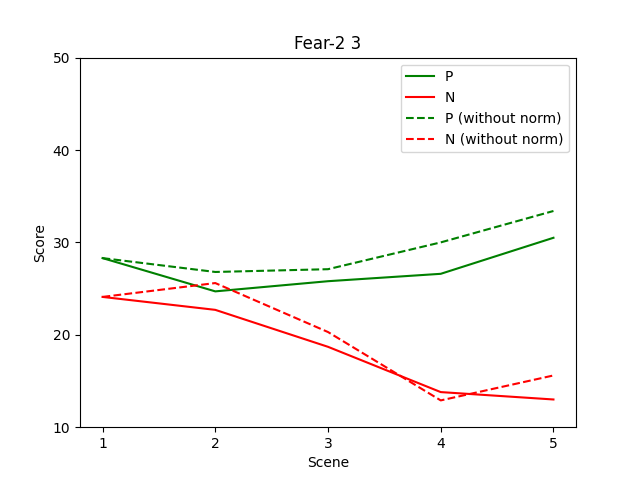 Fear-2 3
P
N
P (without norm)
N (without norm)
Score
50
40
30
20
10
1 2 3 4 5
Scene